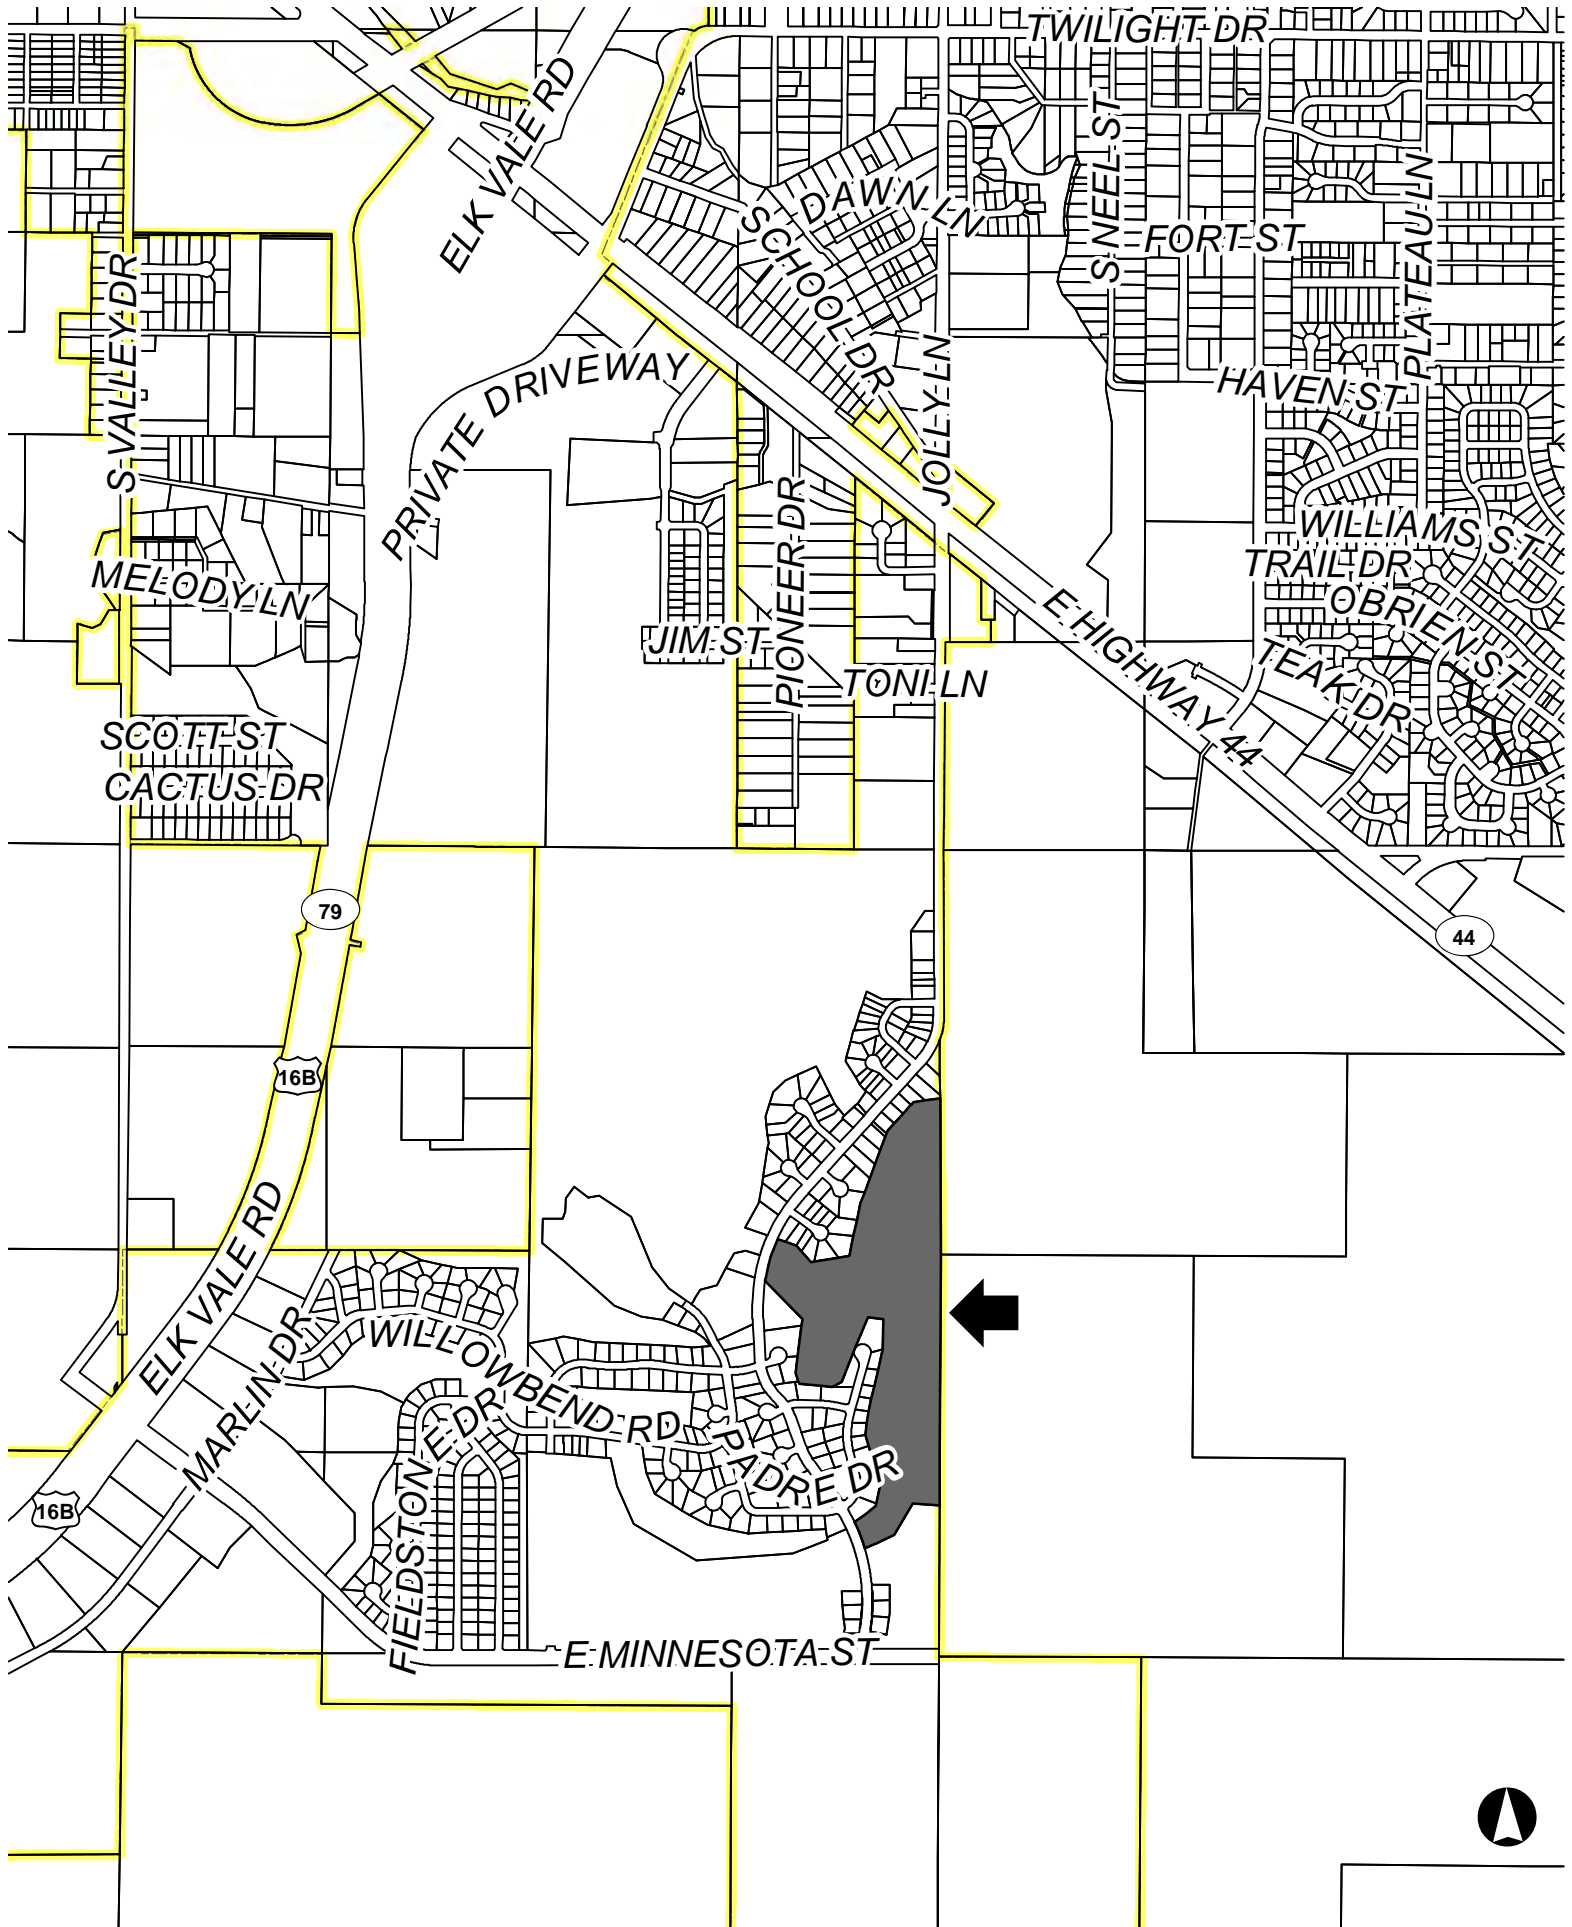 TWILIGHT DR
ELK VALE RD
S NEEL ST
DAWN LN
PLATEAU LN
SCHOOL DR
FORT ST
S VALLEY DR
PRIVATE DRIVEWAY
JOLLY LN
HAVEN ST
WILLIAMS ST
TRAIL DR
MELODY LN
PIONEER DR
OBRIEN ST
JIM ST
E HIGHWAY 44
TEAK DR
TONI LN
SCOTT ST
CACTUS DR
79
44
16B
ELK VALE RD
MARLIN DR
WILLOWBEND RD
FIELDSTONE DR
PADRE DR
16B
E MINNESOTA ST